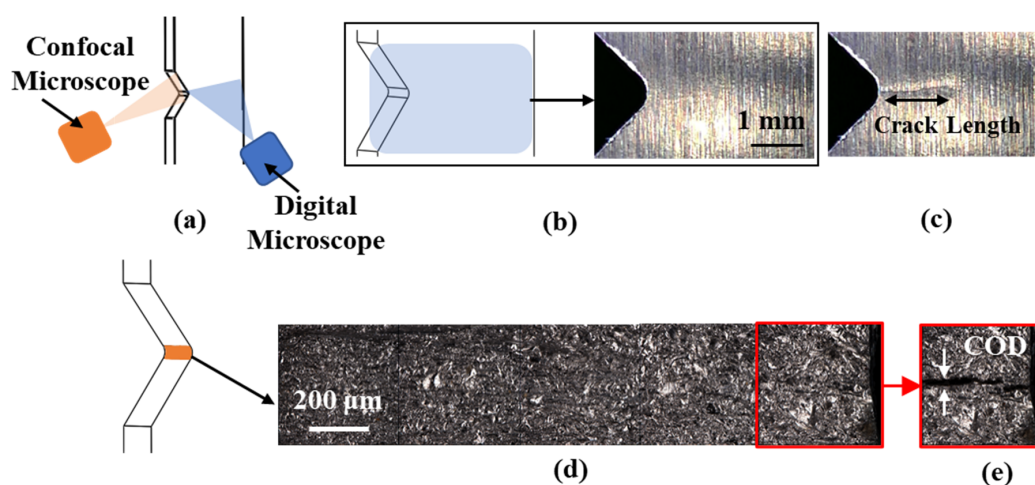 Confocal
Microscope
(a)
Digital
Microscope
1 mm
(b)
Crack Length
(c)
200 μm
(d)
COD
(e)